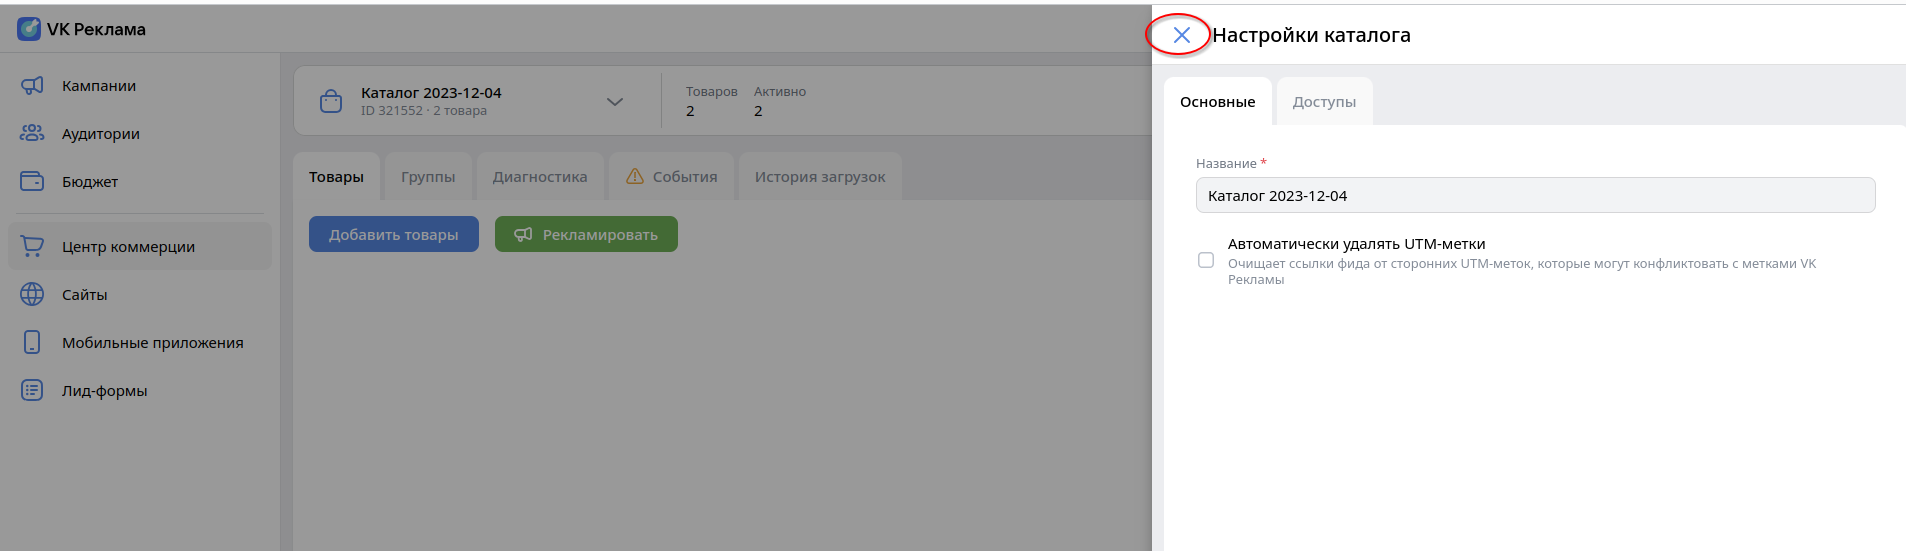 VK Реклама
Кампании
Аудитории
Бюджет
Центр коммерции
Сайты
Мобильные приложения
Лид-формы
Каталог 2023-12-04
ID 321552 · 2 товара
Товаров Активно
2 2
Товары Группы Диагностика События История загрузок
Добавить товары Рекламировать
Настройки каталога
Основные Доступы
Название *
Каталог 2023-12-04
Автоматически удалять UTM-метки
Очищает ссылки фида от сторонних UTM-меток, которые могут конфликтовать с метками VK
Рекламы